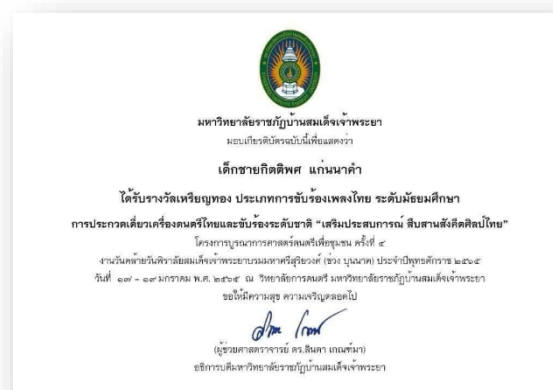 มหาวิทยาลัยราชภัฏบ้านสมเด็จเจ้าพระยา
มอบเกียรติบัตรฉบับนี้เพื่อแสดงว่า
เด็กชายกิตติพศ แก่นนาคำ
ได้รับรางวัลเหรียญทอง ประเภทการขับร้องเพลงไทย ระดับมัธยมศึกษา
การประกวดเดี่ยวเครื่องดนตรีไทยและขับร้องระดับชาติ “เสริมประสบการณ์ สืบสานสังคีตศิลป์ไทย”
โครงการบูรณาการศาสตร์ดนตรีเพื่อชุมชน ครั้งที่ ๔
งานวันคล้ายวันพิราลัยสมเด็จเจ้าพระยาบรมมหาศรีสุริยวงศ์ (ช่วง บุนนาค) ประจำปีพุทธศักราช ๒๕๖๕
วันที่ ๑๗ – ๑๙ มกราคม พ.ศ. ๒๕๖๕ ณ วิทยาลัยการดนตรี มหาวิทยาลัยราชภัฏบ้านสมเด็จเจ้าพระยา
ขอให้มีความสุข ความเจริญตลอดไป
(ผู้ช่วยศาสตราจารย์ ดร.ลินดา เกณฑ์มา)
อธิการบดีมหาวิทยาลัยราชภัฏบ้านสมเด็จเจ้าพระยา